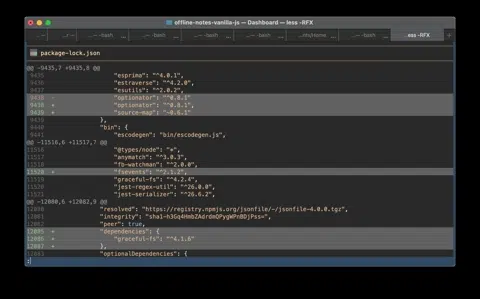 offline-notes-vanilla-js — Dashboard — less -RFX
-bash
-bash
-bash
-bash
...less -RFX
package-lock.json
@@ -9435,7 +9435,8 @@
9435 "esprima": "^4.0.1",
9436 "estraverse": "^4.2.0",
9437 "esutils": "^2.0.2",
9438 - "optionator": "^0.8.1"
9438 + "optionator": "^0.8.1",
9439 + "source-map": "~0.6.1"
9439 },
9440 "bin": {
9441 "escodegen": "bin/escodegen.js",
@@ -11516,6 +11517,7 @@
11516 "@types/node": "*",
11517 "anymatch": "^3.0.3",
11518 "fb-watchman": "^2.0.0",
11520 + "fsevents": "^2.1.2",
11519 "graceful-fs": "^4.2.4",
11520 "jest-regex-util": "^26.0.0",
11521 "jest-serializer": "^26.6.2",
@@ -12080,6 +12082,9 @@
12080 "resolved": "https://registry.npmjs.org/jsonfile/-/jsonfile-4.0.0.tgz",
12081 "integrity": "sha1-h3Gq4HmbZAdrdmQPygWPnBDjPss=",
12082 "peer": true,
12085 + "dependencies": {
12086 + "graceful-fs": "^4.1.6"
12087 + },
12083 "optionalDependencies": {
: